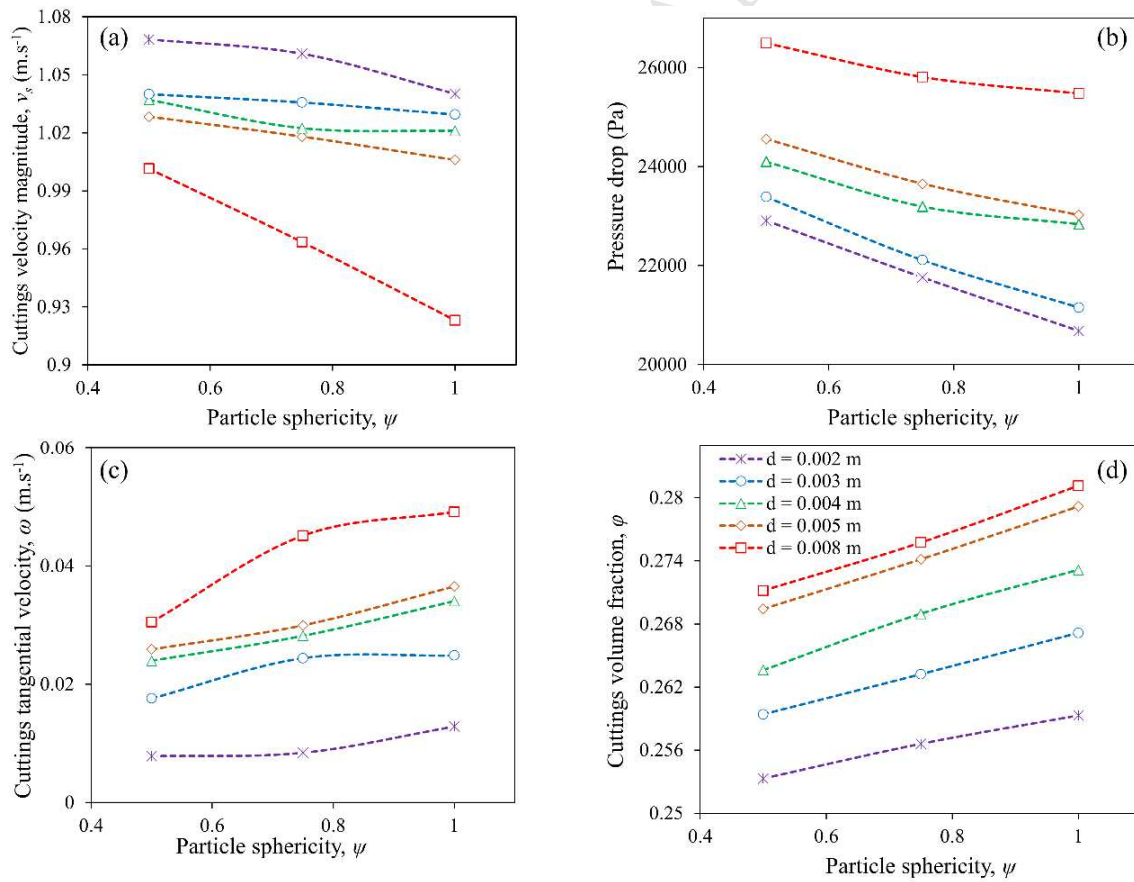 (a)
Cuttings velocity magnitude, vs (m.s-1)
1.08
1.05
1.02
0.99
0.96
0.93
0.9
0.4
0.6
0.8
1
Particle sphericity, ψ
(b)
Pressure drop (Pa)
26000
24000
22000
20000
0.4
0.6
0.8
1
Particle sphericity, ψ
(c)
Cuttings tangential vclocity, ω (m.s-1)
0.06
0.04
0.02
0
0.4
0.6
0.8
1
Particle sphericity, ψ
(d)
Cuttings volume fraction, φ
0.28
0.274
0.268
0.262
0.256
0.25
d = 0.002 m
d = 0.003 m
d = 0.004 m
d = 0.005 m
d = 0.008 m
0.4
0.6
0.8
1
Particle sphericity, ψ